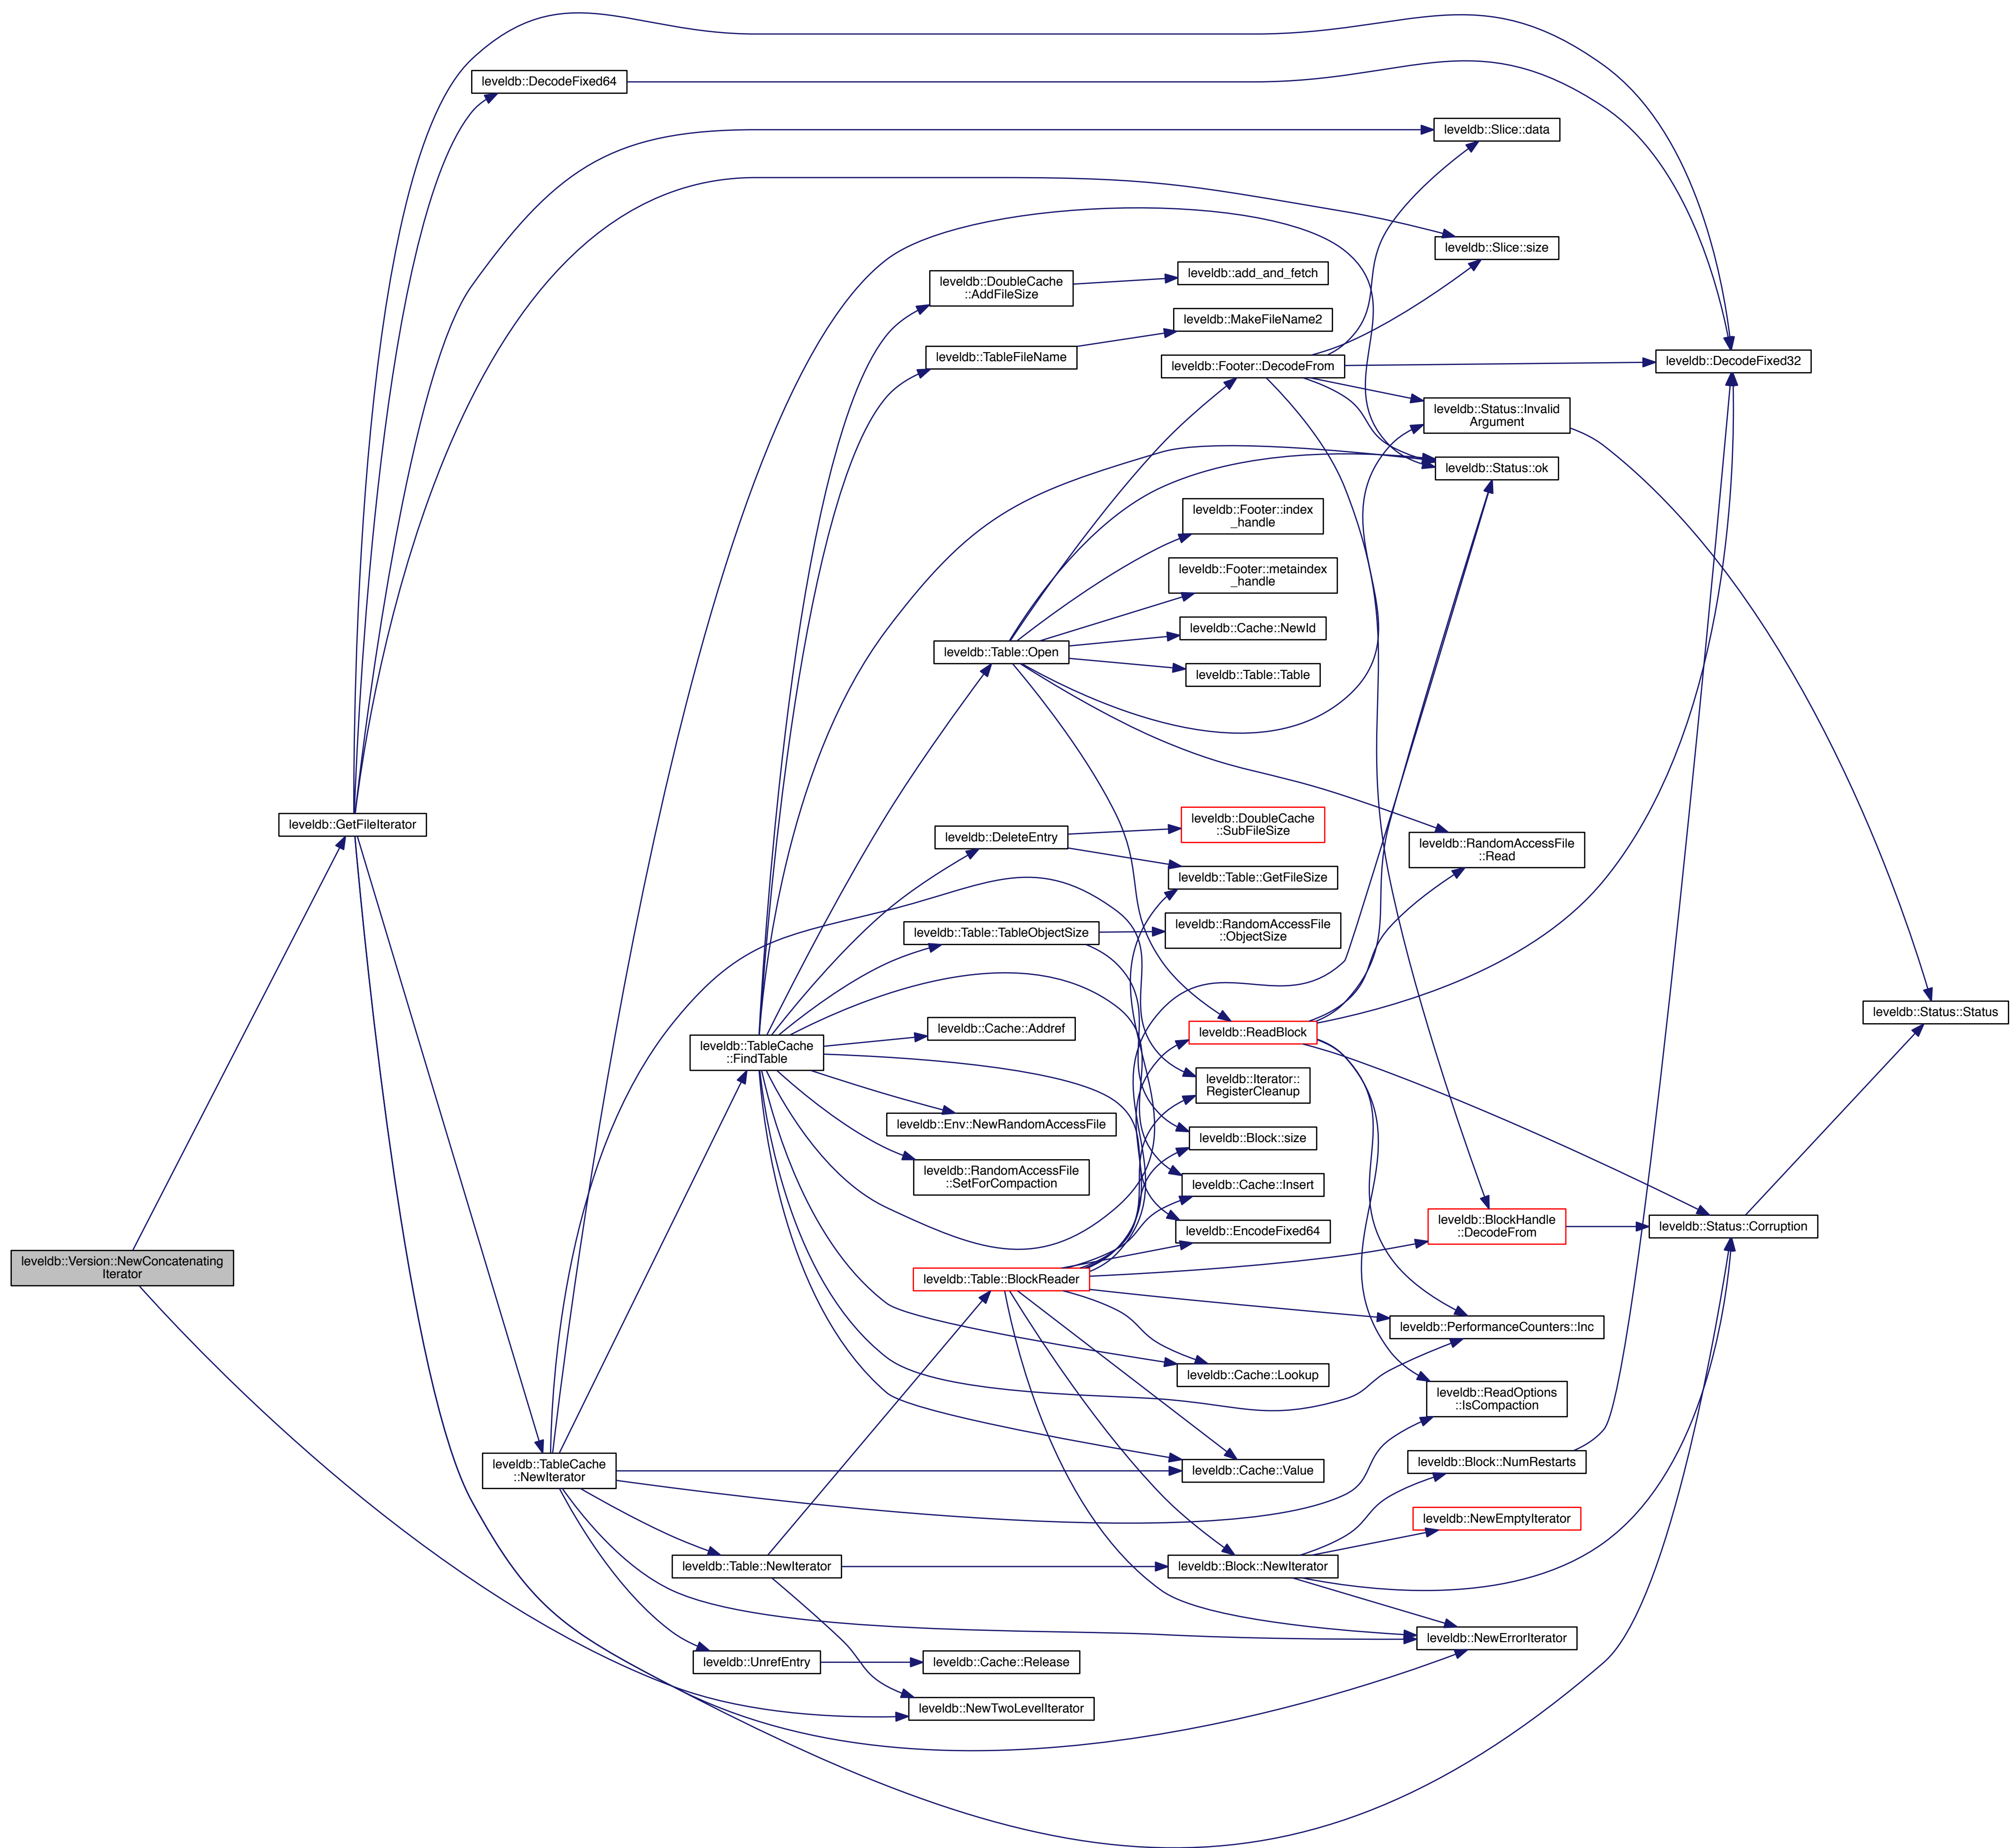 leveldb::DecodeFixed64
leveldb::Slice::data
leveldb::Slice::size
leveldb::DoubleCache
::AddFileSize
leveldb::add_and_fetch
leveldb::MakeFileName2
leveldb::TableFileName
leveldb::Footer::DecodeFrom
leveldb::DecodeFixed32
leveldb::Status::Invalid
Argument
leveldb::Status::ok
leveldb::Footer::index
_handle
leveldb::Footer::metaindex
_handle
leveldb::Cache::NewId
leveldb::Table::Open
leveldb::Table::Table
leveldb::GetFileIterator
leveldb::DeleteEntry
leveldb::DoubleCache
::SubFileSize
leveldb::RandomAccessFile
::Read
leveldb::Table::GetFileSize
leveldb::Table::TableObjectSize
leveldb::RandomAccessFile
::ObjectSize
leveldb::Status::Status
leveldb::Cache::Addref
leveldb::ReadBlock
leveldb::TableCache
::FindTable
leveldb::Iterator::
RegisterCleanup
leveldb::Env::NewRandomAccessFile
leveldb::Block::size
leveldb::RandomAccessFile
::SetForCompaction
leveldb::Cache::Insert
leveldb::EncodeFixed64
leveldb::BlockHandle
::DecodeFrom
leveldb::Status::Corruption
leveldb::Version::NewConcatenating
Iterator
leveldb::Table::BlockReader
leveldb::PerformanceCounters::Inc
leveldb::Cache::Lookup
leveldb::ReadOptions
::IsCompaction
leveldb::TableCache
::NewIterator
leveldb::Cache::Value
leveldb::Block::NumRestarts
leveldb::NewEmptyIterator
leveldb::Table::NewIterator
leveldb::Block::NewIterator
leveldb::NewErrorIterator
leveldb::UnrefEntry
leveldb::Cache::Release
leveldb::NewTwoLevelIterator